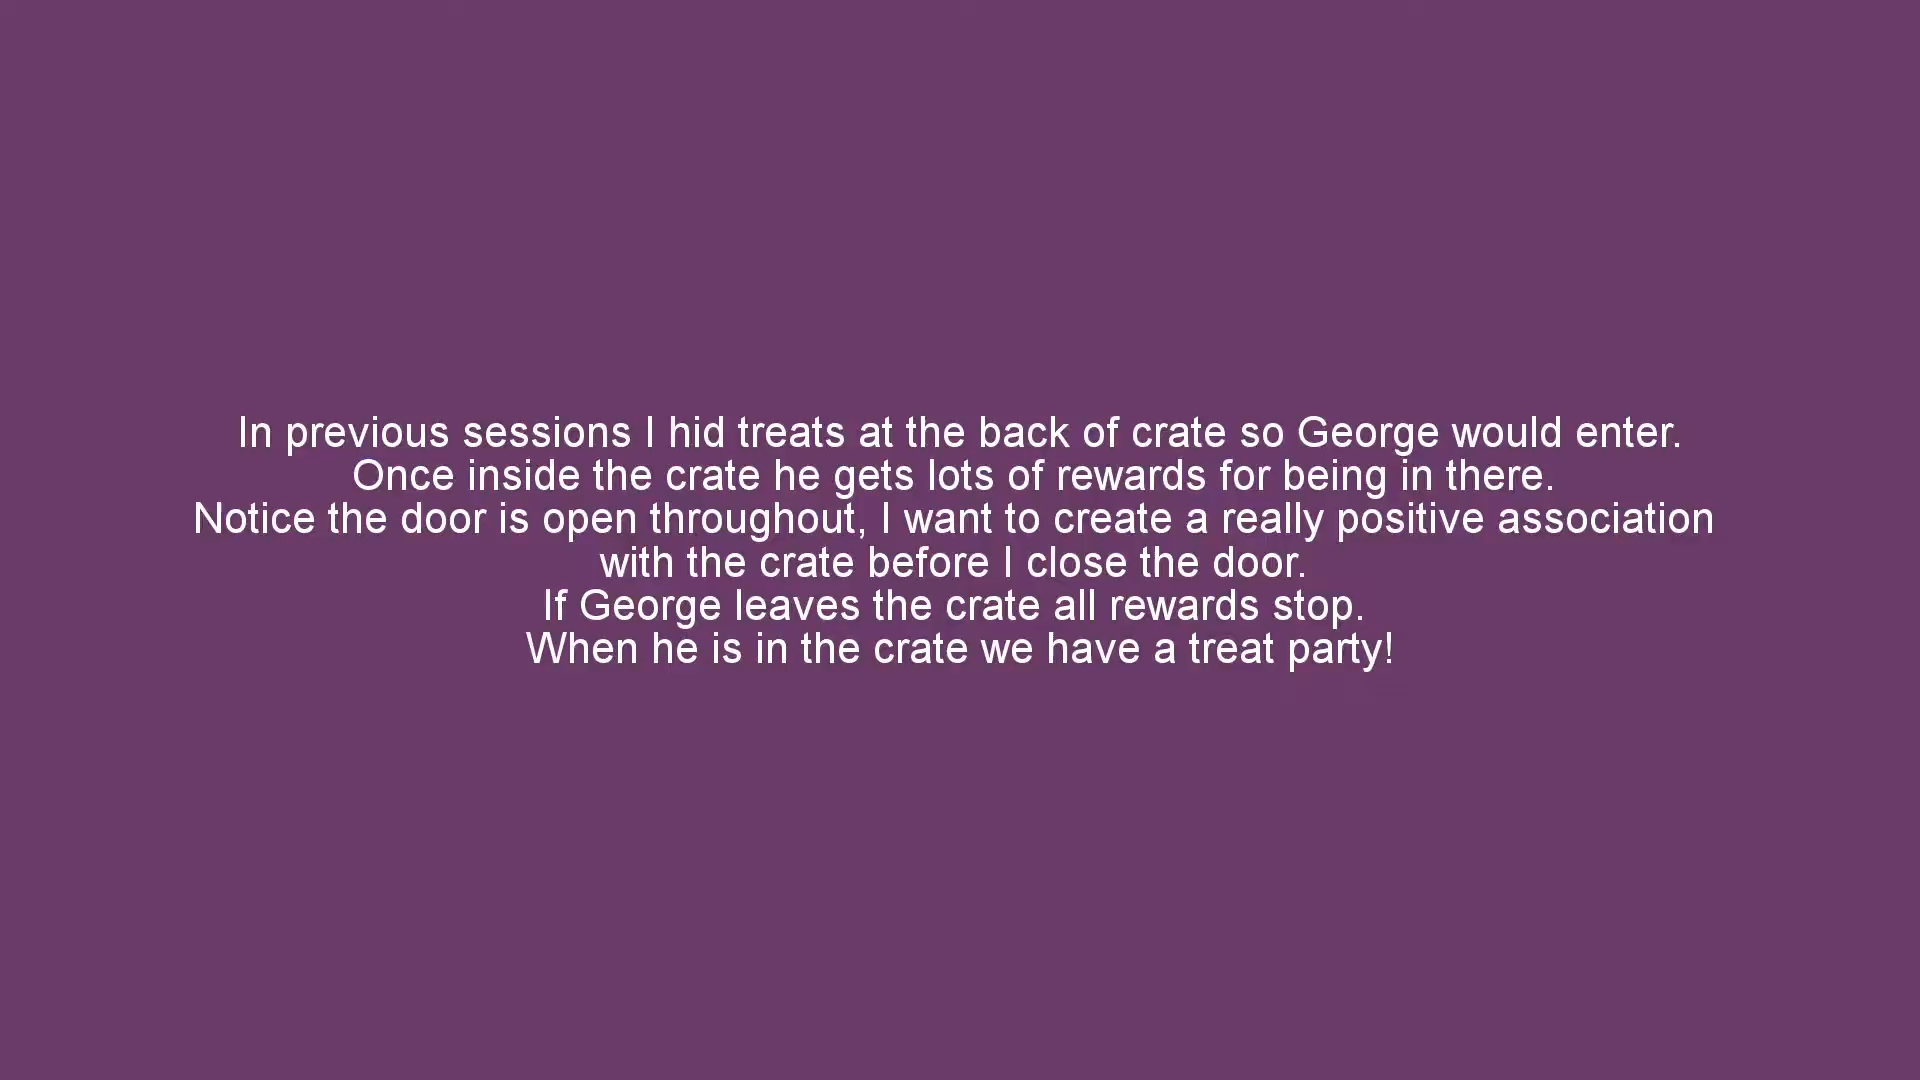 In previous sessions I hid treats at the back of crate so George would enter.
Once inside the crate he gets lots of rewards for being in there.
Notice the door is open throughout, I want to create a really positive association
with the crate before I close the door.
If George leaves the crate all rewards stop.
When he is in the crate we have a treat party!